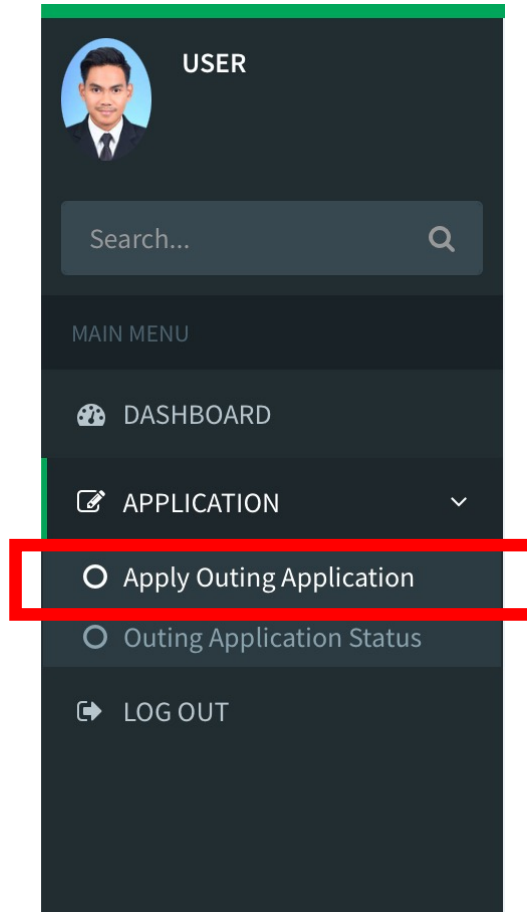 USER
Search...
MAIN MENU
DASHBOARD
APPLICATION
Apply Outing Application
Outing Application Status
LOG OUT